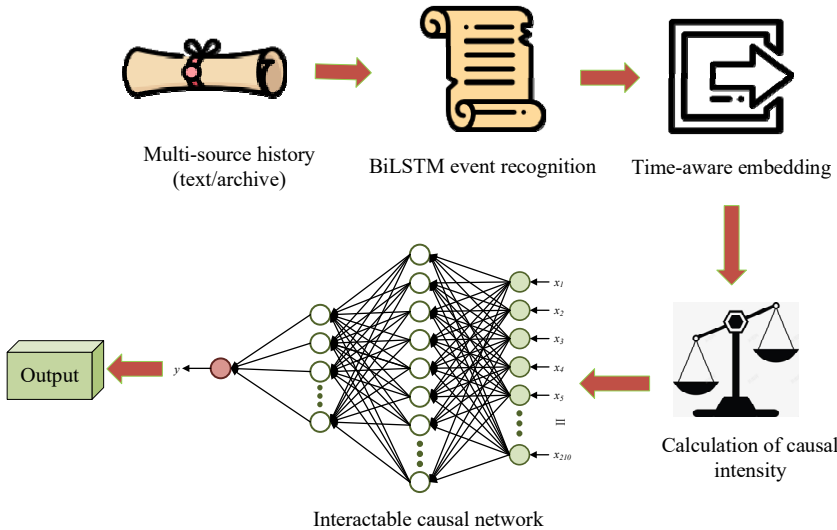 Multi-source history
(text/archive)
BiLSTM event recognition
Time-aware embedding
x1
x2
x3
x4
x5
x210
y
Output
Calculation of causal
intensity
Interactable causal network